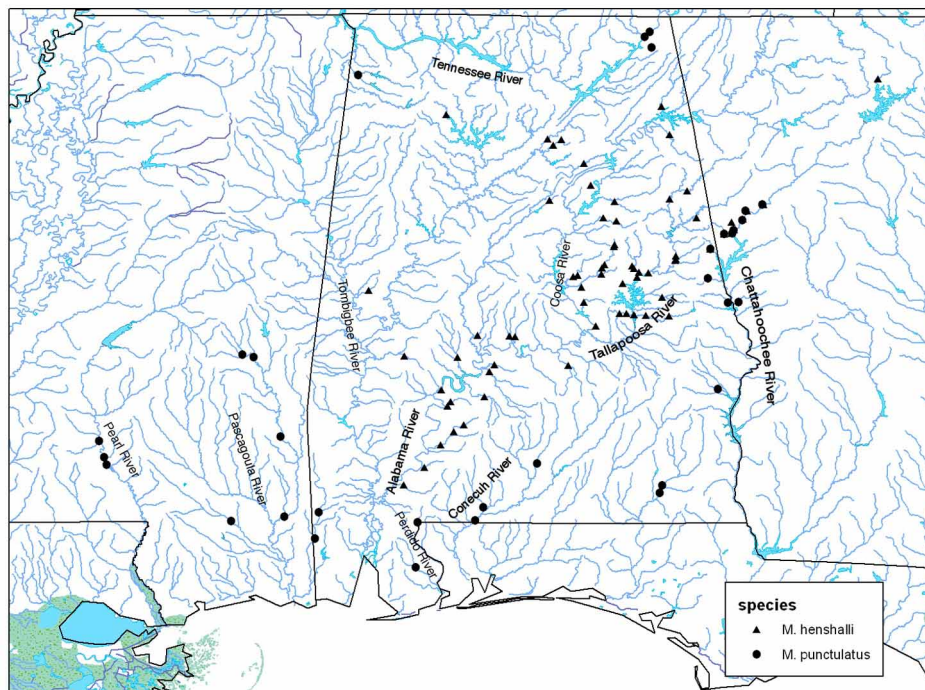 Tennessee River
Coosa River
Tombigbee River
Chattahoochee River
Tallapoosa River
Pearl River
Pascagoula River
Alabama River
Conecuh River
Perdido River
species
M. henshalli
M. punctulatus